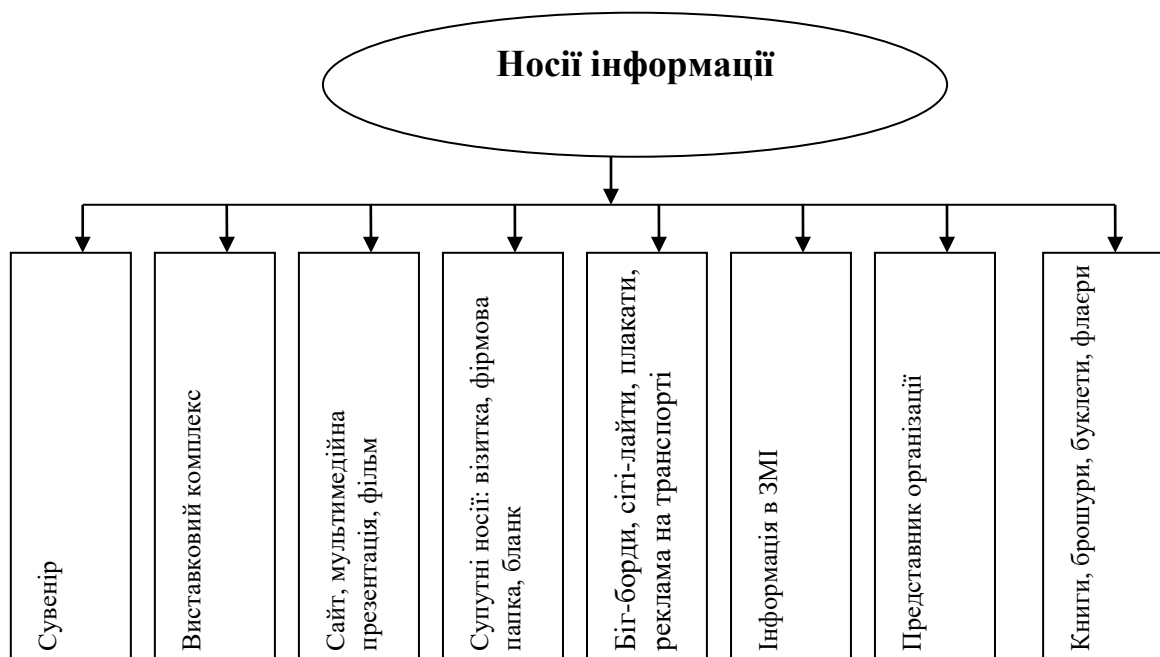 Носії інформації
Сувенір
Виставковий комплекс
Сайт, мультимедійна
презентація, фільм
Супутні носії: візитка, фірмова
папка, бланк
Біг-борди, сіті-лайти, плакати,
реклама на транспорті
Інформація в ЗМІ
Представник організації
Книги, брошури, буклети, флаєри